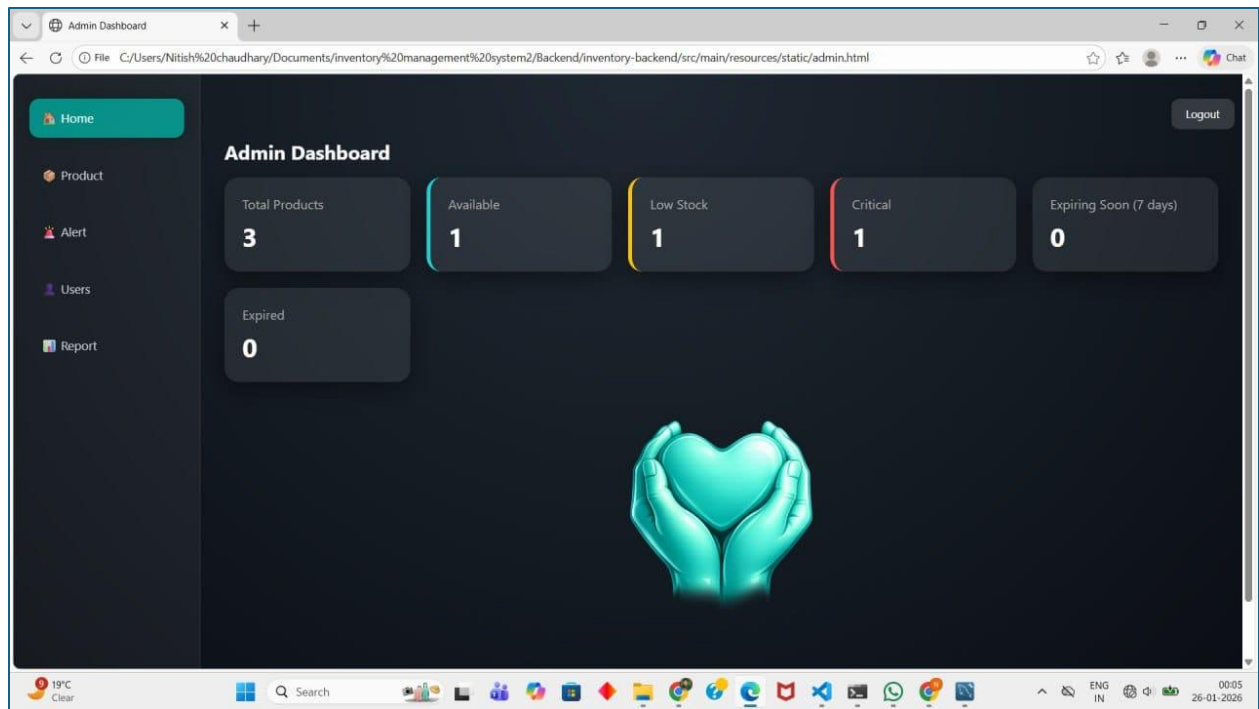 Admin Dashboard
File C:/Users/Nitish%20chaudhary/Documents/inventory%20management%20system2/Backend/inventory-backend/src/main/resources/static/admin.html
Chat
Home
Product
Alert
Users
Report
Logout
Admin Dashboard
Total Products
3
Available
1
Low Stock
1
Critical
1
Expiring Soon (7 days)
0
Expired
0
9
19°C
Clear
Search
ENG
IN
00:05
26-01-2026